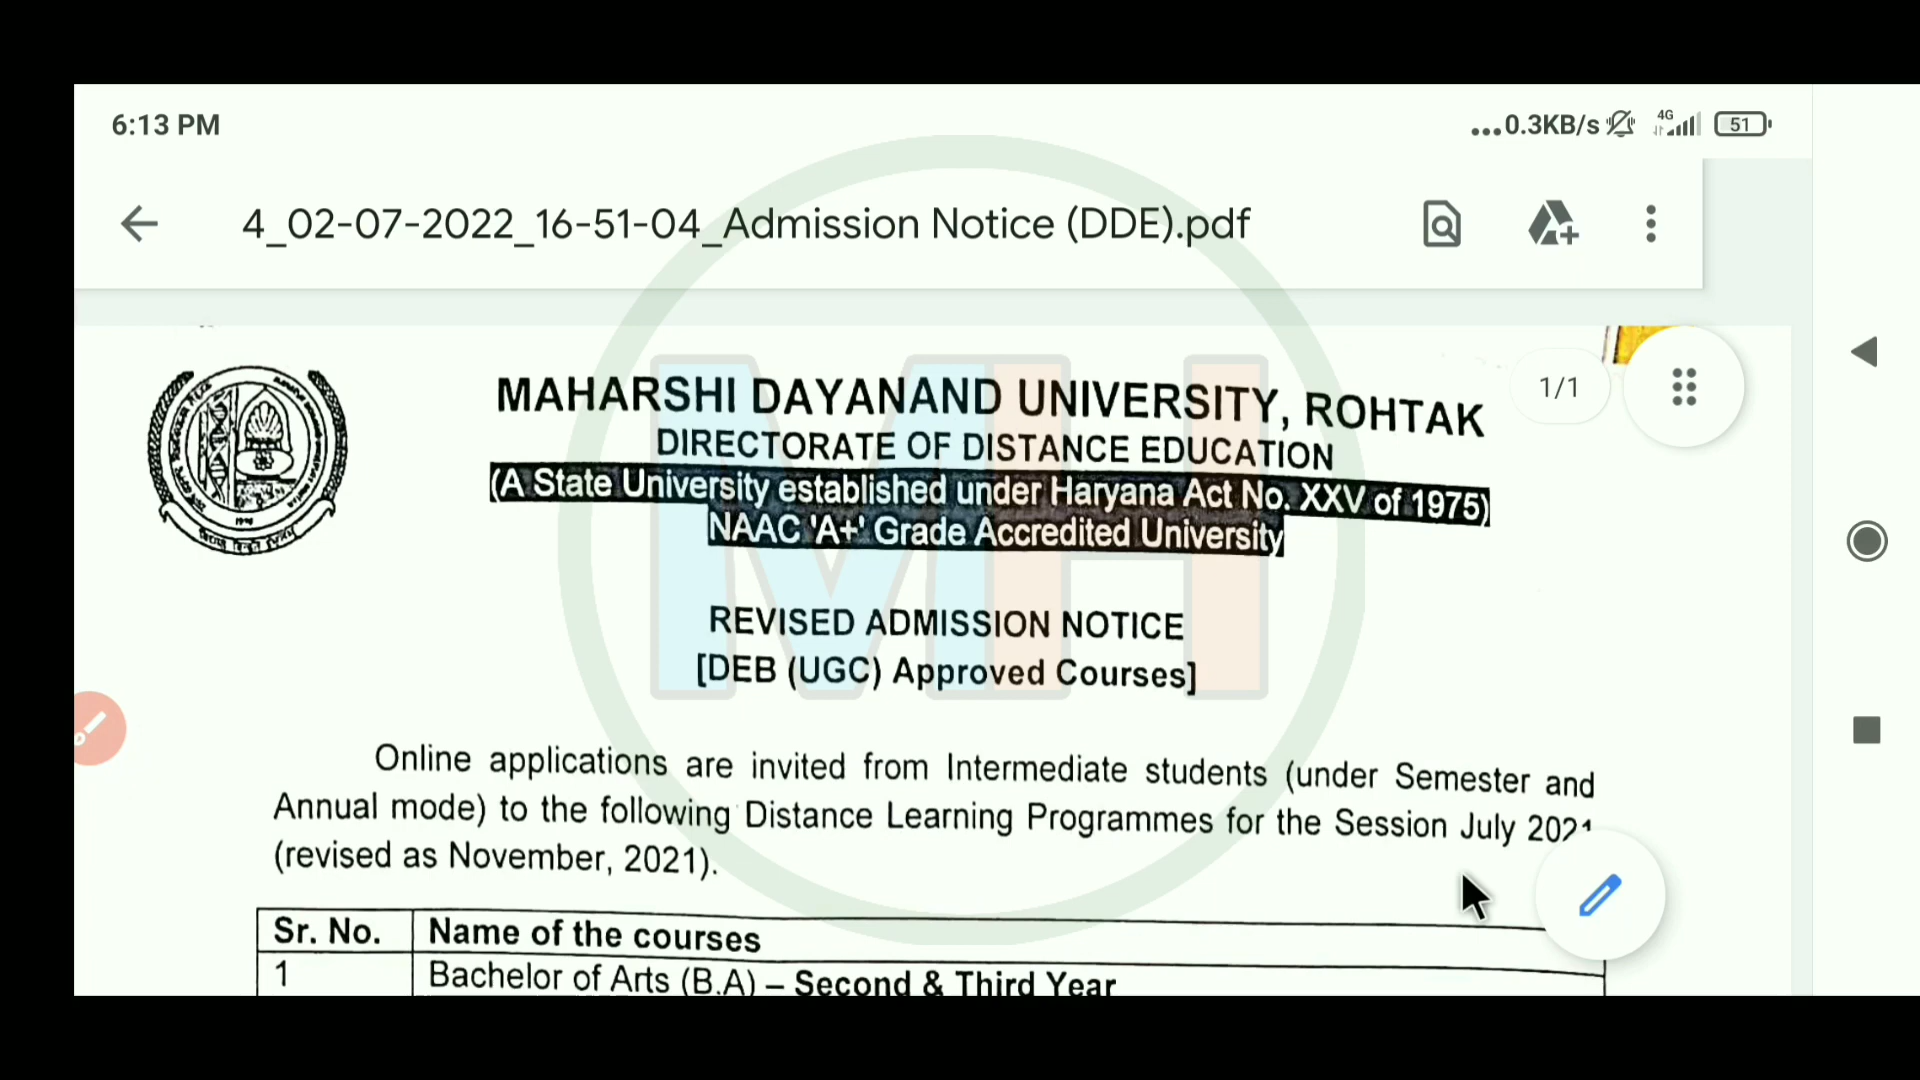 6:13 PM
...0.3KB/s 4G 51
4_02-07-2022_16-51-04_Admission Notice (DDE).pdf
MAHARSHI DAYANAND UNIVERSITY, ROHTAK
1/1
DIRECTORATE OF DISTANCE EDUCATION
(A State University established under Haryana Act No. XXV of 1975)
NAAC 'A+' Grade Accredited University
MH
REVISED ADMISSION NOTICE
[DEB (UGC) Approved Courses]
Online applications are invited from Intermediate students (under Semester and
Annual mode) to the following Distance Learning Programmes for the Session July 2021
(revised as November, 2021).
Sr. No. Name of the courses
1 Bachelor of Arts (B.A) – Second & Third Year